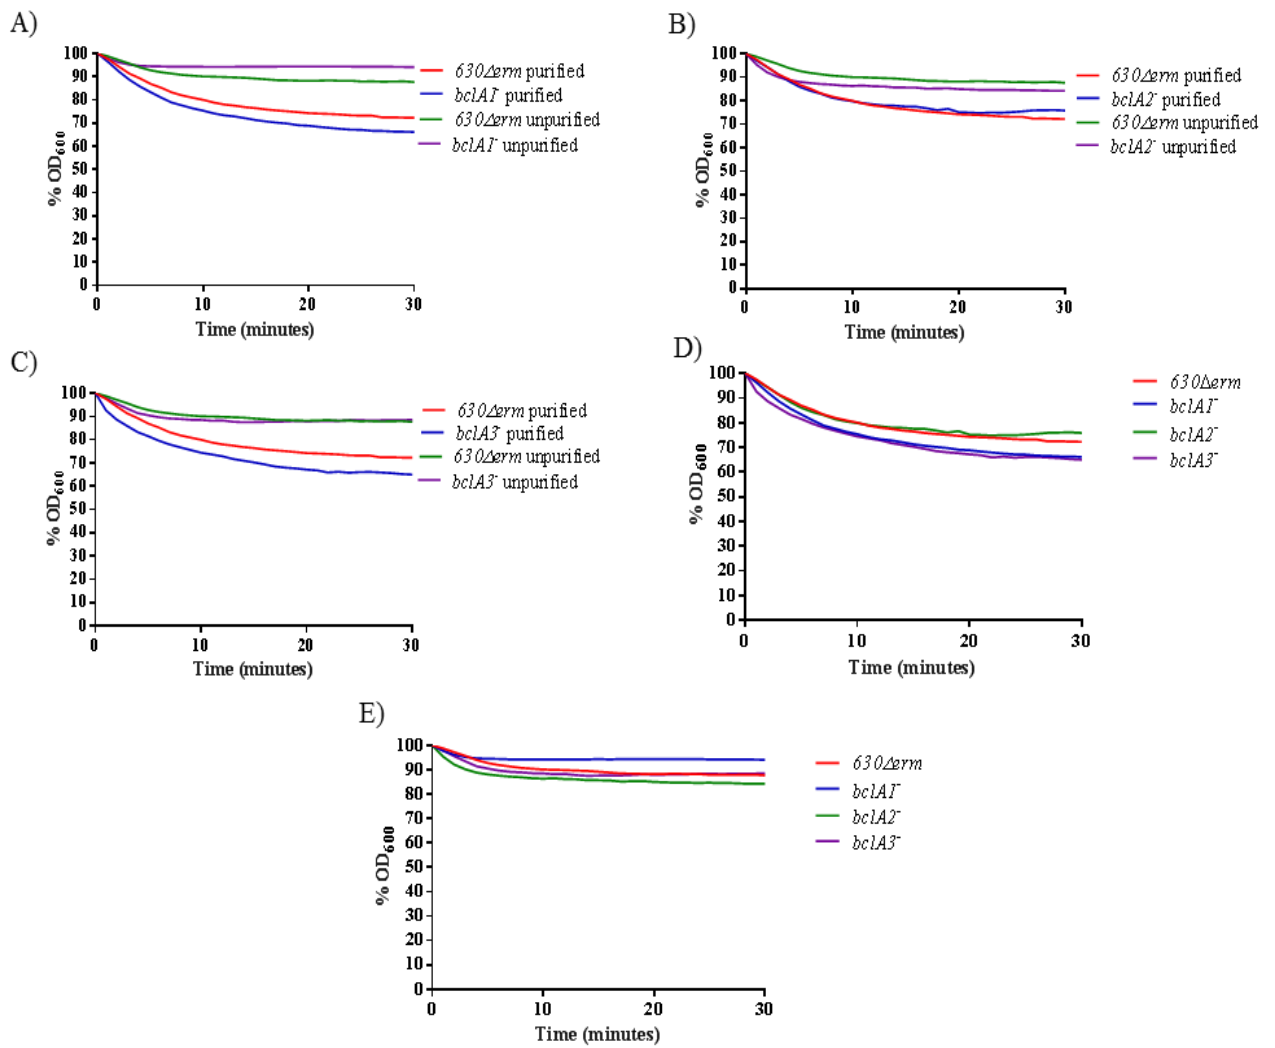 A)
100
90
80
70
60
50
40
30
20
10
0
% OD600
0 10 20 30
Time (minutes)
630Δerm purified
bclA1- purified
630Δerm unpurified
bclA1- unpurified
B)
100
90
80
70
60
50
40
30
20
10
0
% OD600
0 10 20 30
Time (minutes)
630Δerm purified
bclA2- purified
630Δerm unpurified
bclA2- unpurified
C)
100
90
80
70
60
50
40
30
20
10
0
% OD600
0 10 20 30
Time (minutes)
630Δerm purified
bclA3- purified
630Δerm unpurified
bclA3- unpurified
D)
100
90
80
70
60
50
40
30
20
10
0
% OD600
0 10 20 30
Time (minutes)
630Δerm
bclA1-
bclA2-
bclA3-
E)
100
90
80
70
60
50
40
30
20
10
0
% OD600
0 10 20 30
Time (minutes)
630Δerm
bclA1-
bclA2-
bclA3-